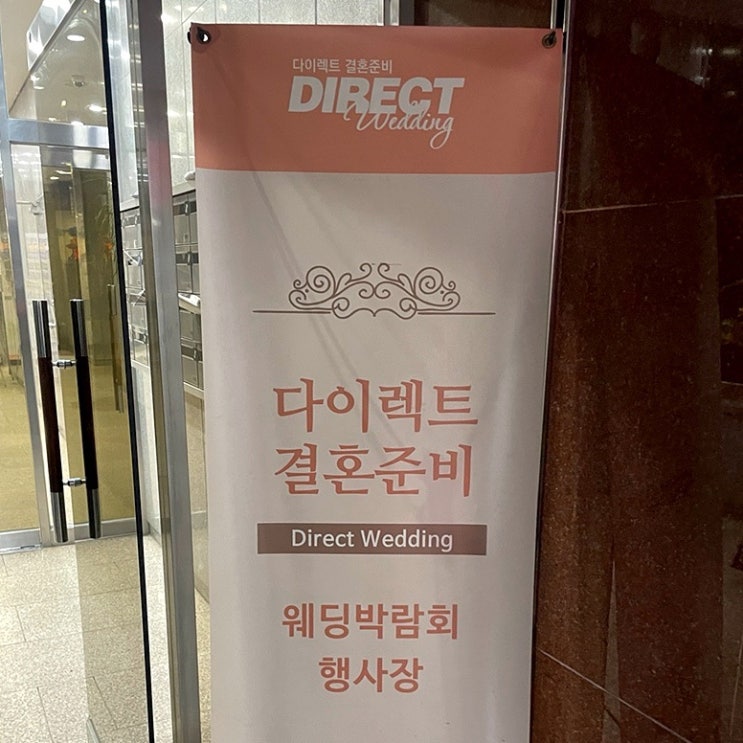 다이렉트 결혼준비
DIRECT
Wedding
다이렉트
결혼준비
Direct Wedding
웨딩박람회
행사장